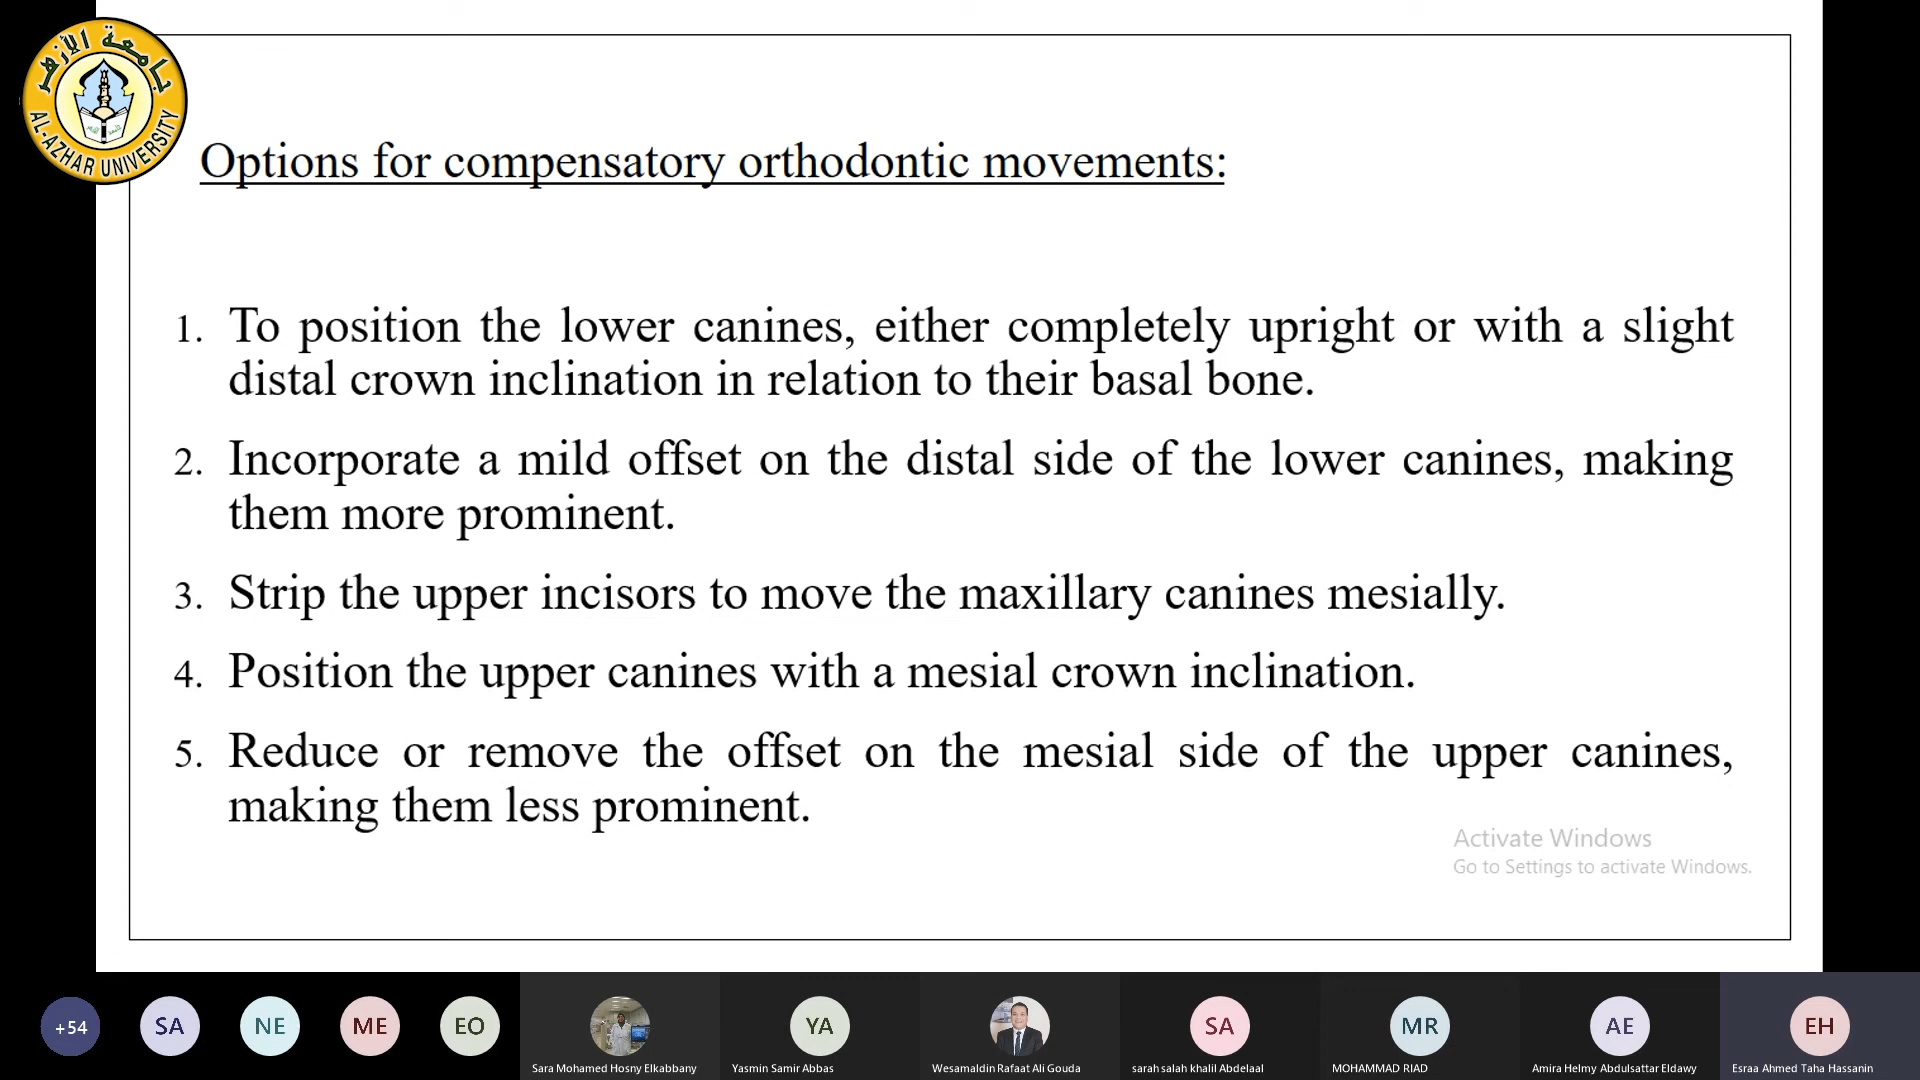 جامعة الأزهر
AL-AZHAR UNIVERSITY
Options for compensatory orthodontic movements:
1. To position the lower canines, either completely upright or with a slight
distal crown inclination in relation to their basal bone.
2. Incorporate a mild offset on the distal side of the lower canines, making
them more prominent.
3. Strip the upper incisors to move the maxillary canines mesially.
4. Position the upper canines with a mesial crown inclination.
5. Reduce or remove the offset on the mesial side of the upper canines,
making them less prominent.
Activate Windows
Go to Settings to activate Windows.
+54
SA
NE
ME
EO
YA
SA
MR
AE
EH
Sara Mohamed Hosny Elkabbany
Yasmin Samir Abbas
Wesamaldin Rafaat Ali Gouda
sarah salah khalil Abdelaal
MOHAMMAD RIAD
Amira Helmy Abdulsattar Eldawy
Esraa Ahmed Taha Hassanin